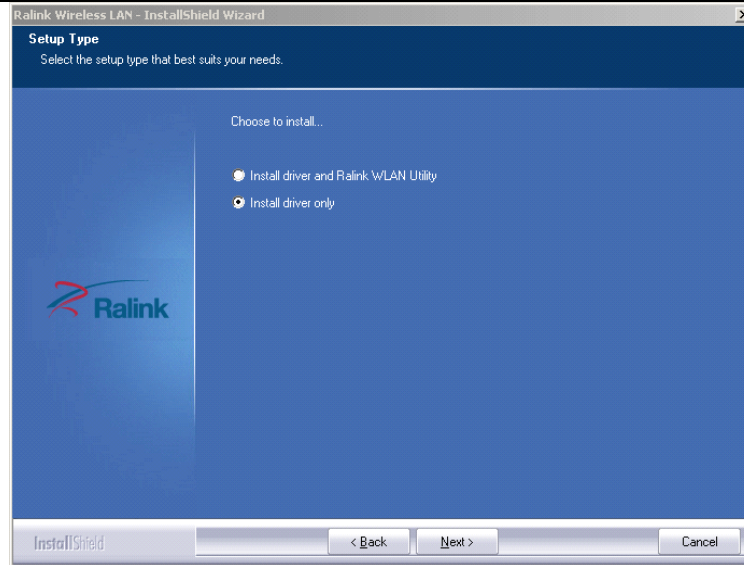 Ralink Wireless LAN - InstallShield Wizard
Setup Type
Select the setup type that best suits your needs.
Choose to install...
Install driver and Ralink WLAN Utility
Install driver only
Ralink
InstallShield
< Back
Next >
Cancel